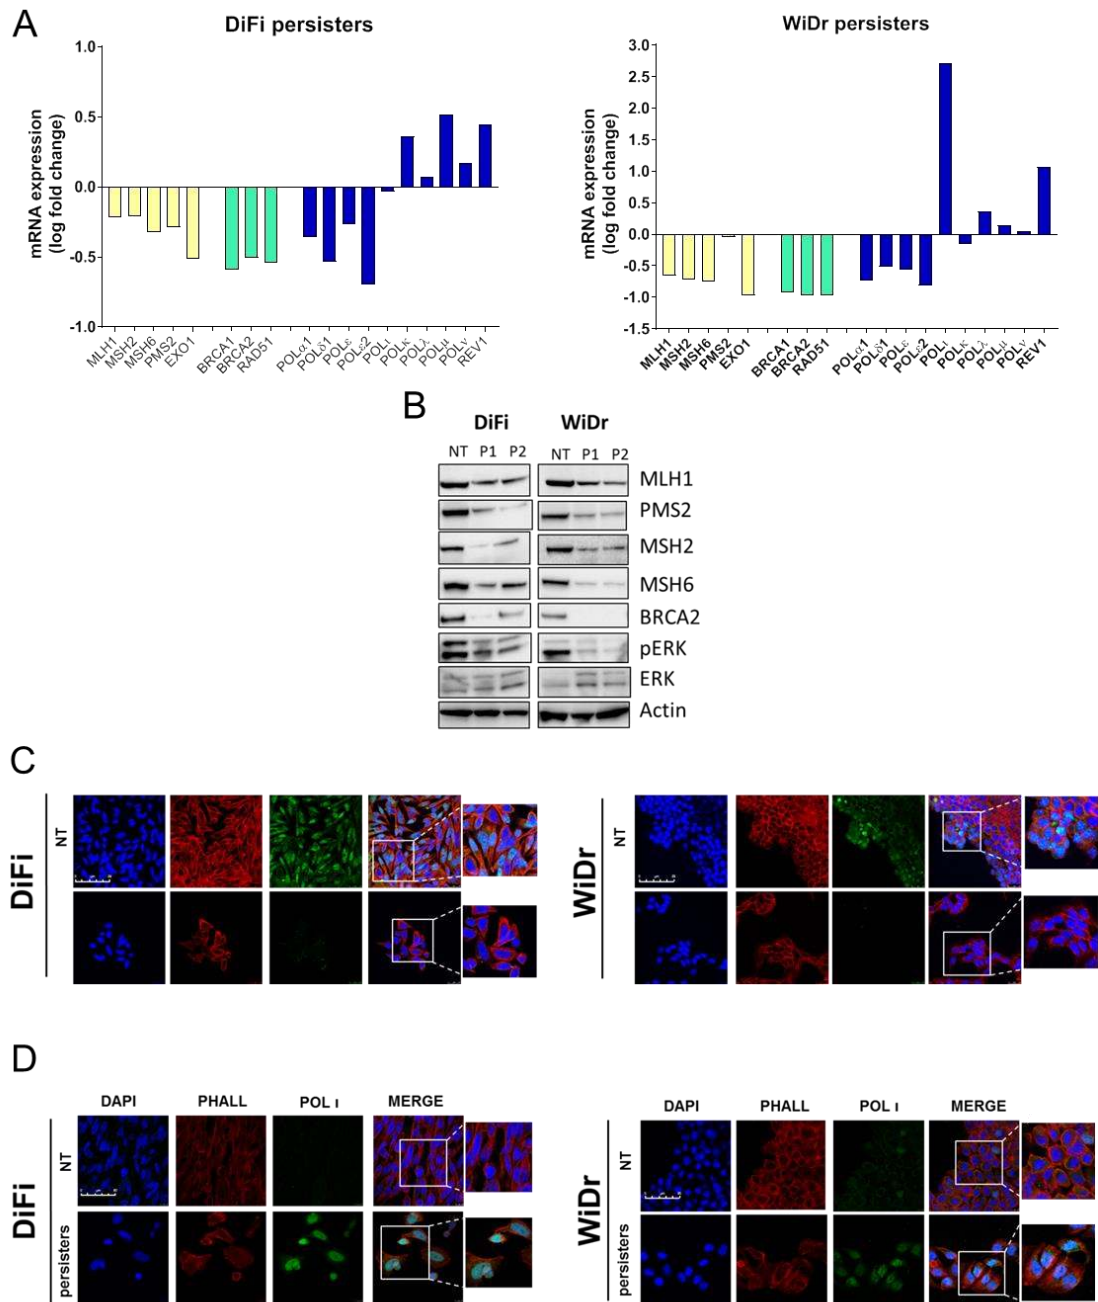 A
DiFi persisters
mRNA expression
(log fold change)
1.0
0.5
0.0
-0.5
-1.0
MLH1
MSH2
MSH6
PMS2
EXO1
BRCA1
BRCA2
RAD51
POLα1
POLδ1
POLε
POLε2
POLι
POLκ
POLλ
POLμ
POLν
REV1
WiDr persisters
mRNA expression
(log fold change)
3.0
2.5
2.0
1.5
1.0
0.5
0.0
-0.5
-1.0
-1.5
MLH1
MSH2
MSH6
PMS2
EXO1
BRCA1
BRCA2
RAD51
POLα1
POLδ1
POLε
POLε2
POLι
POLκ
POLλ
POLμ
POLν
REV1
B
DiFi WiDr
NT P1 P2 NT P1 P2
MLH1
PMS2
MSH2
MSH6
BRCA2
pERK
ERK
Actin
C
DiFi
NT
WiDr
NT
D
DiFi
DAPI PHALL POL ι MERGE
NT
persisters
WiDr
DAPI PHALL POL ι MERGE
NT
persisters